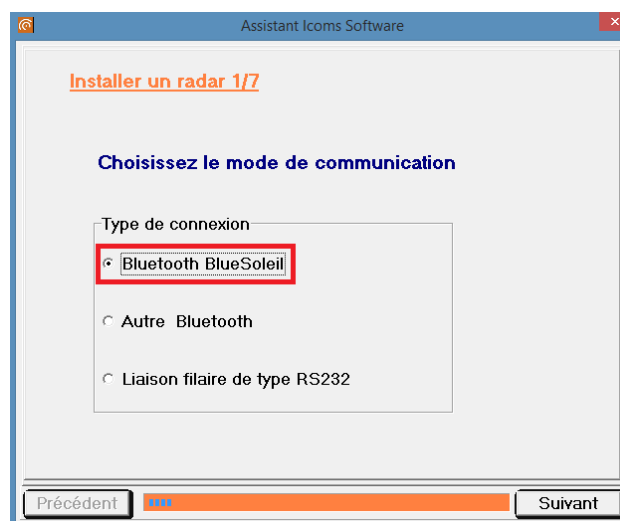 Assistant Icoms Software
Installer un radar 1/7
Choisissez le mode de communication
Type de connexion
Bluetooth BlueSoleil
Autre Bluetooth
Liaison filaire de type RS232
Précédent
Suivant